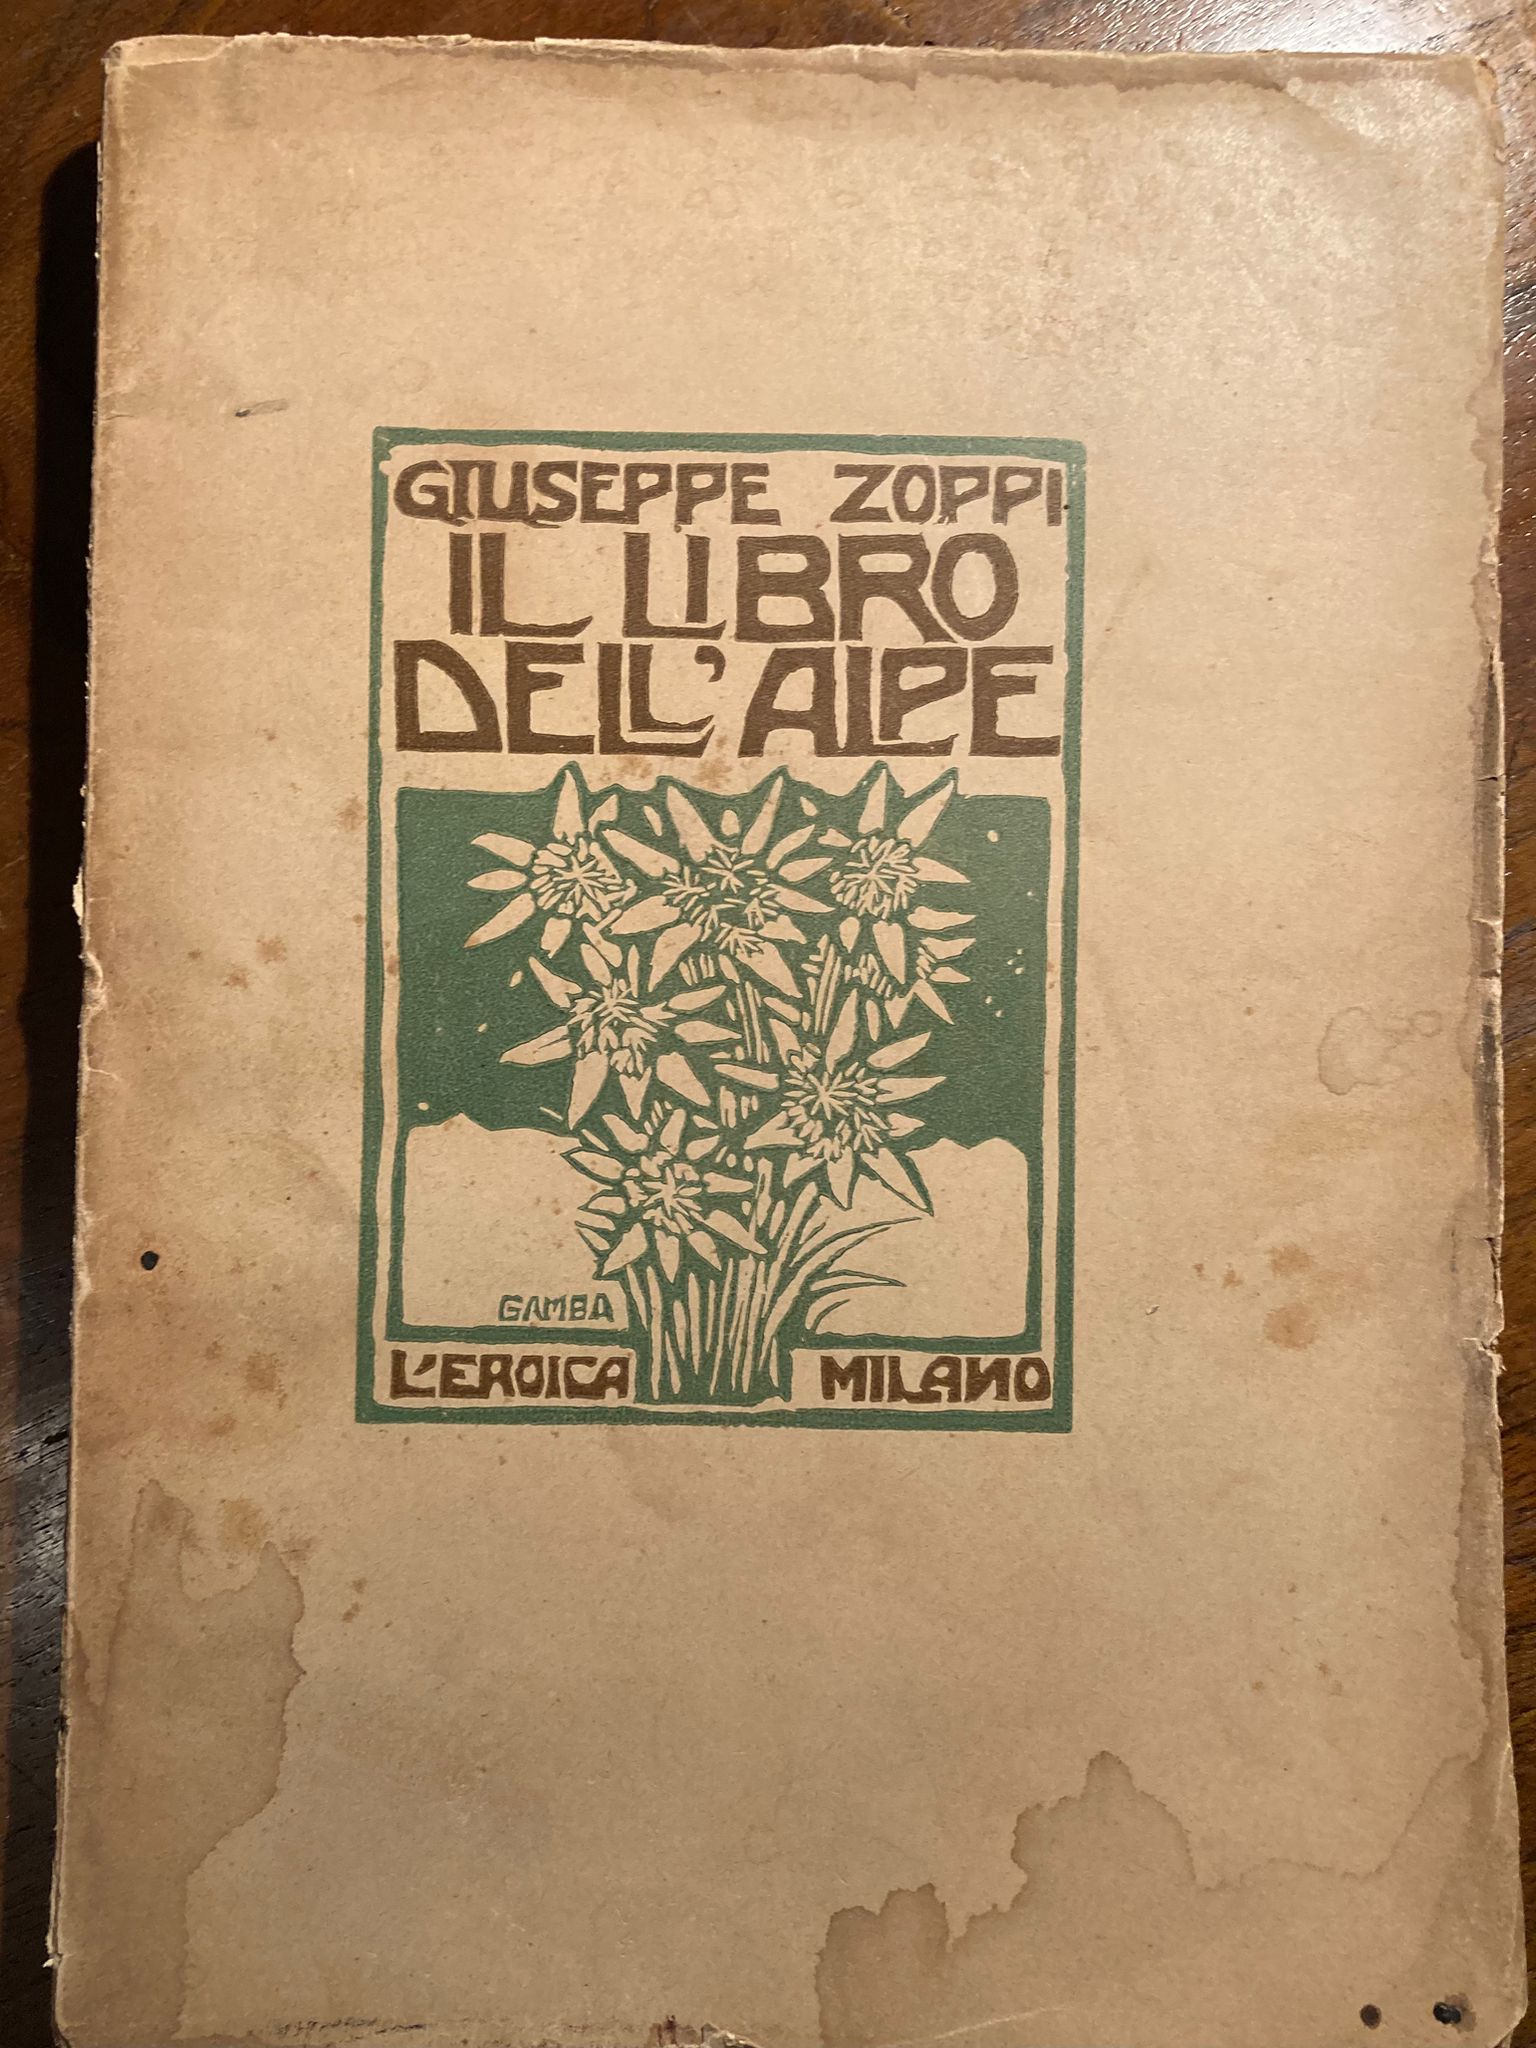 GIUSEPPE ZOPPI
IL LIBRO
DELL'ALPE
GAMBA
L'EROICA MILANO